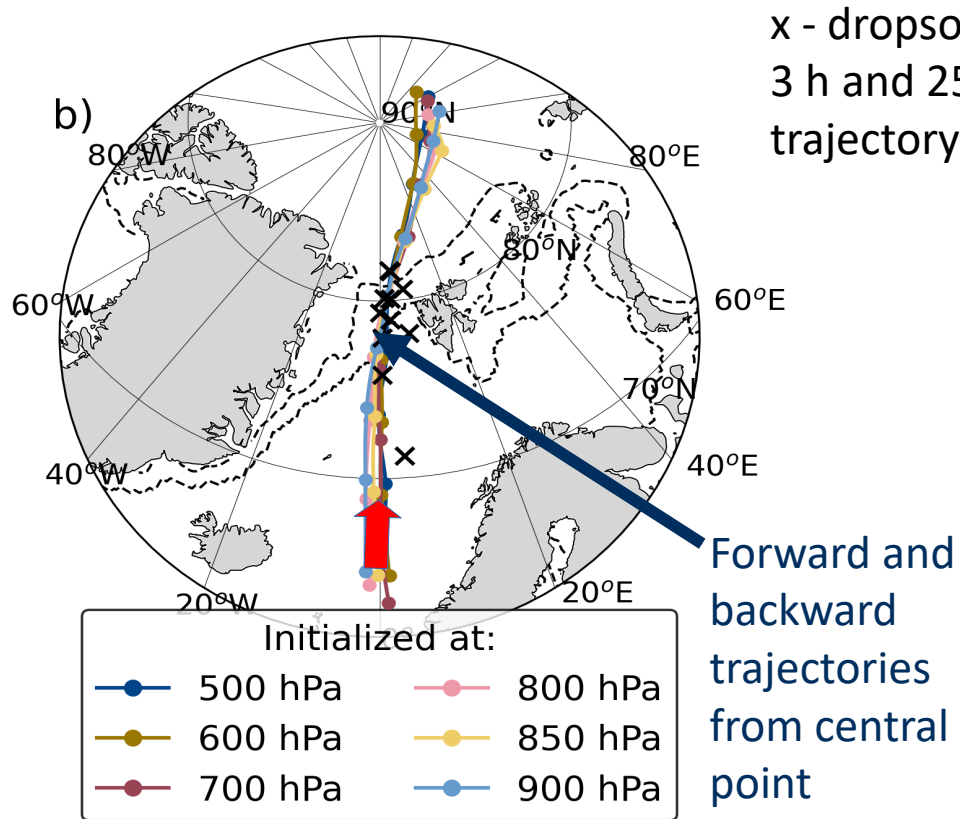 x - dropso
3 h and 25
trajectory
b)
90°N
80°W
80°E
80°N
60°W
60°E
70°N
40°W
40°E
20°W
20°E
Forward and
backward
trajectories
from central
point
Initialized at:
500 hPa
800 hPa
600 hPa
850 hPa
700 hPa
900 hPa